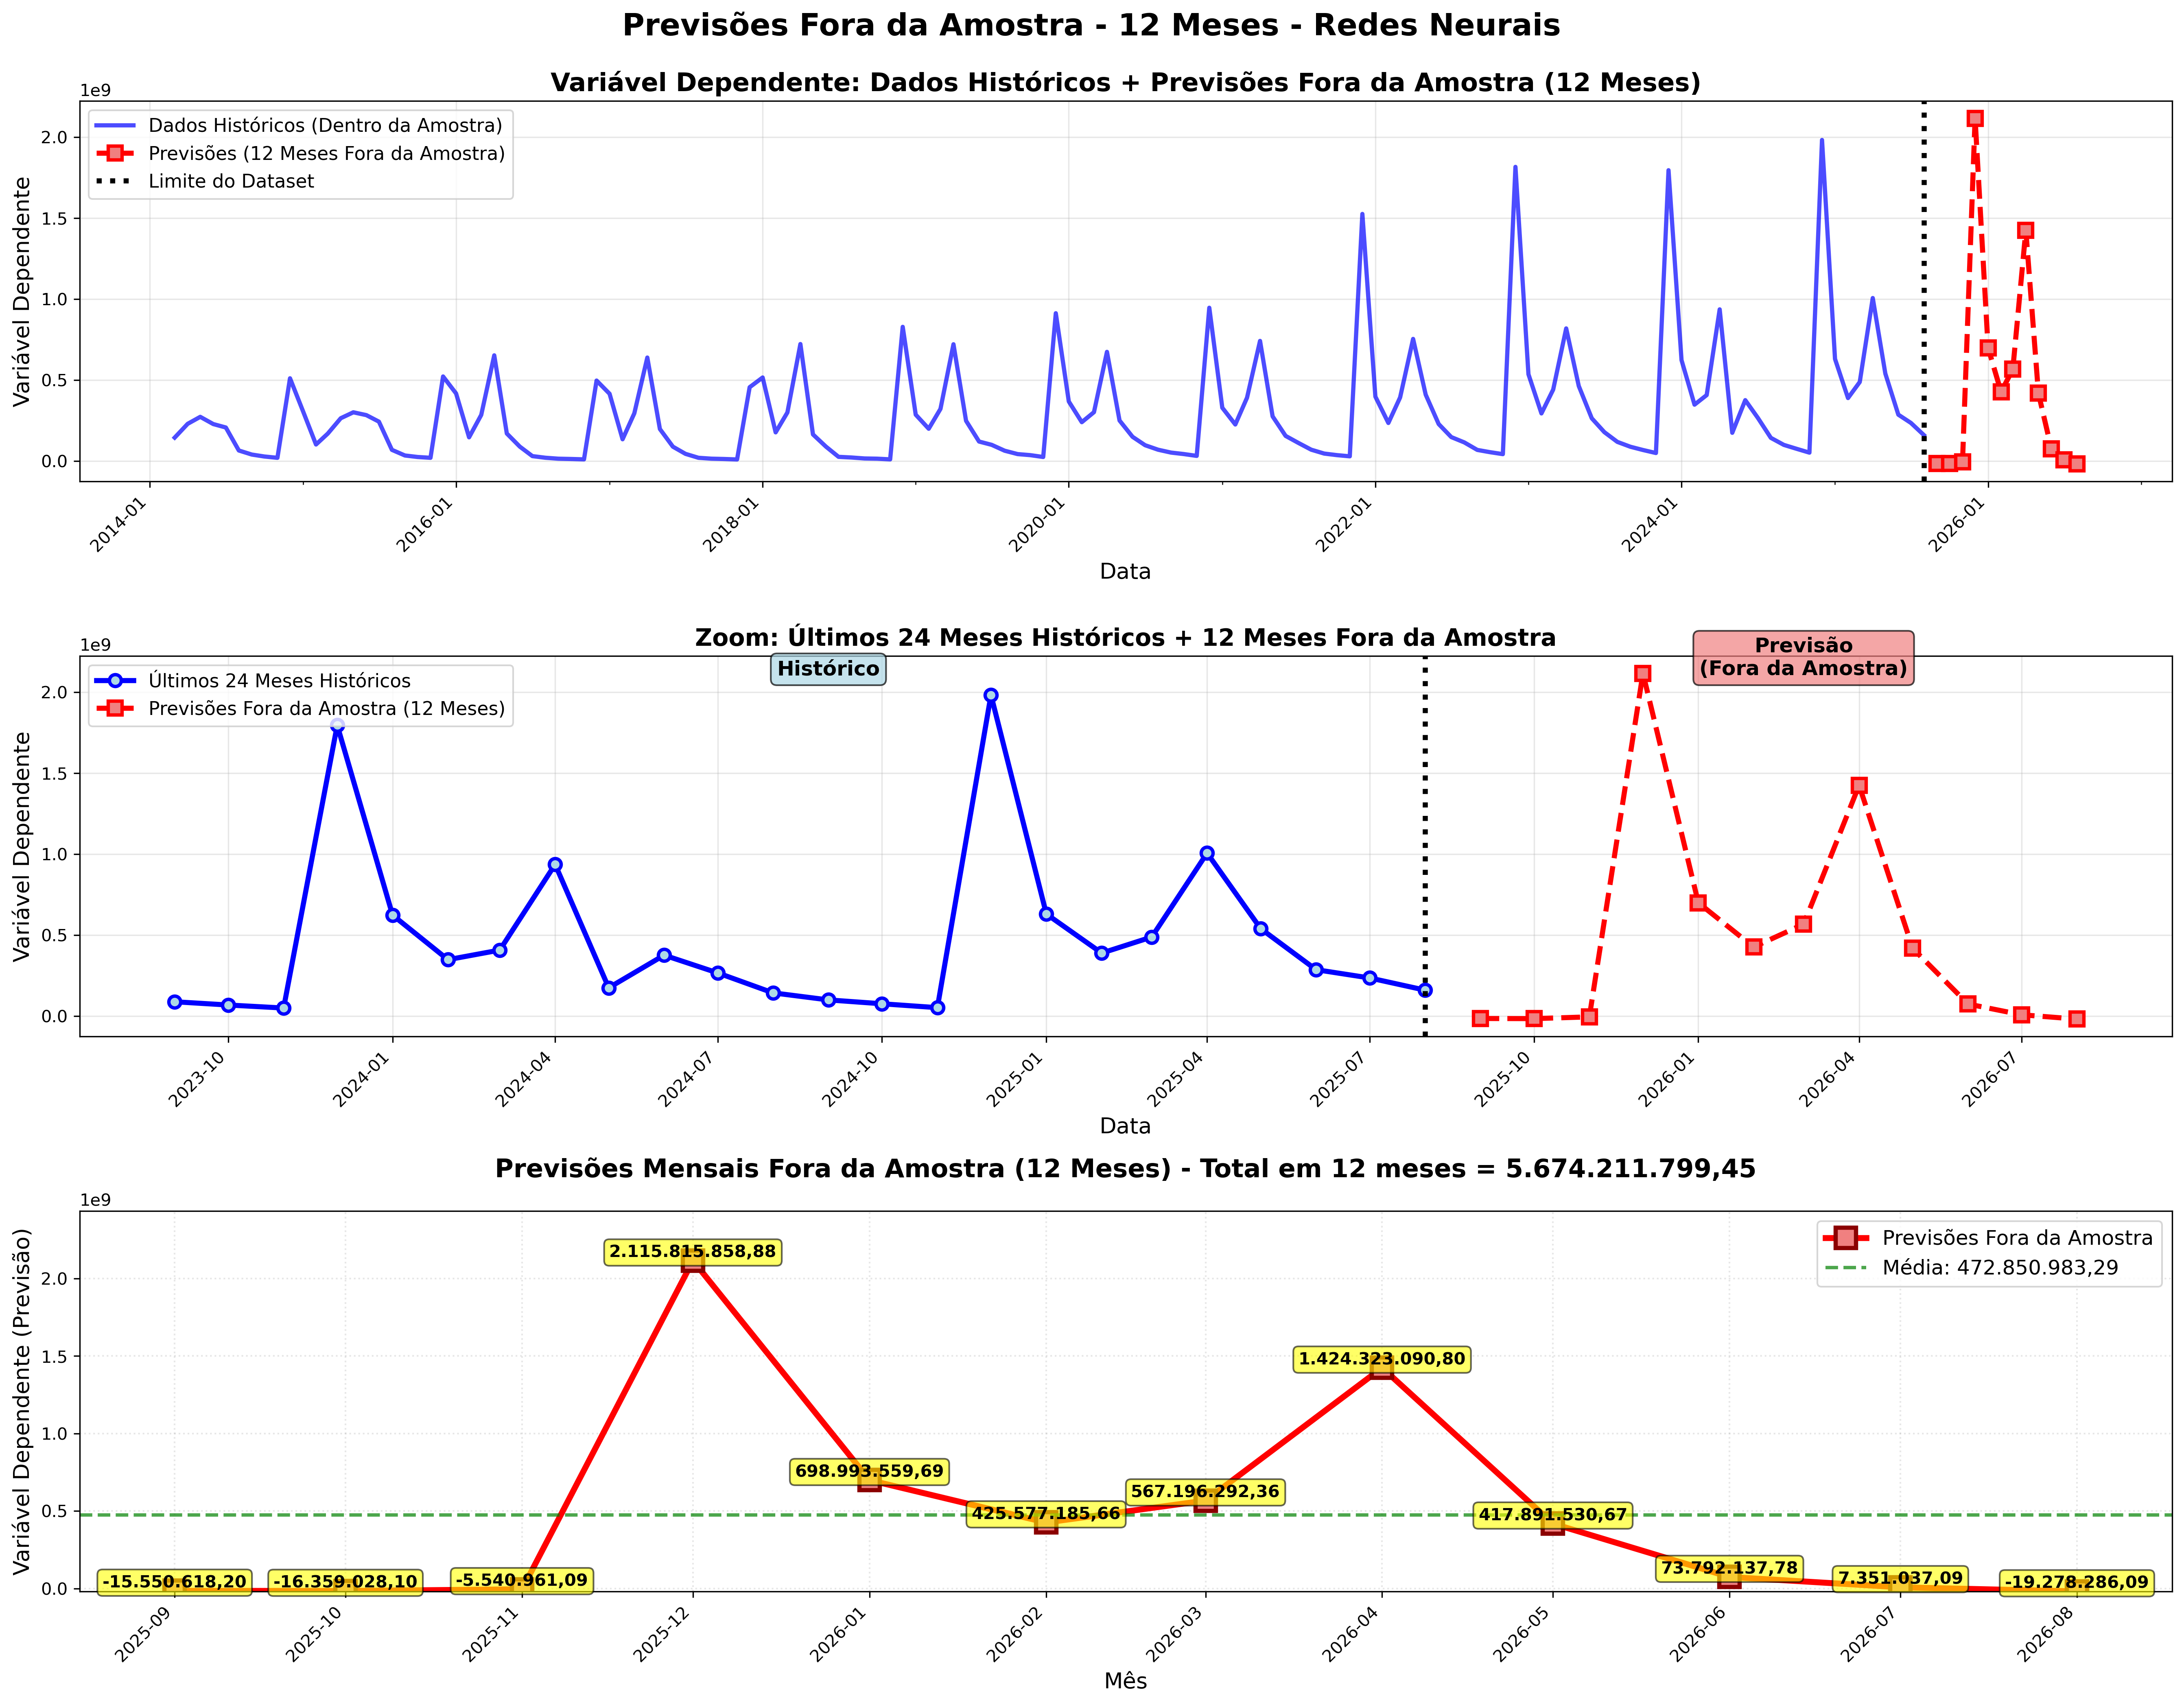 Previsões Fora da Amostra - 12 Meses - Redes Neurais
Variável Dependente: Dados Históricos + Previsões Fora da Amostra (12 Meses)
1e9
Dados Históricos (Dentro da Amostra)
Previsões (12 Meses Fora da Amostra)
Limite do Dataset
Variável Dependente
2.0
1.5
1.0
0.5
0.0
2014-01
2016-01
2018-01
2020-01
2022-01
2024-01
2026-01
Data
Zoom: Últimos 24 Meses Históricos + 12 Meses Fora da Amostra
1e9
Últimos 24 Meses Históricos
Previsões Fora da Amostra (12 Meses)
Histórico
Previsão
(Fora da Amostra)
Variável Dependente
2.0
1.5
1.0
0.5
0.0
2023-10
2024-01
2024-04
2024-07
2024-10
2025-01
2025-04
2025-07
2025-10
2026-01
2026-04
2026-07
Data
Previsões Mensais Fora da Amostra (12 Meses) - Total em 12 meses = 5.674.211.799,45
1e9
Previsões Fora da Amostra
Média: 472.850.983,29
Variável Dependente (Previsão)
2.0
1.5
1.0
0.5
0.0
-15.550.618,20
-16.359.028,10
-5.540.961,09
2.115.815.858,88
698.993.559,69
425.577.185,66
567.196.292,36
1.424.323.090,80
417.891.530,67
73.792.137,78
7.351.037,09
-19.278.286,09
2025-09
2025-10
2025-11
2025-12
2026-01
2026-02
2026-03
2026-04
2026-05
2026-06
2026-07
2026-08
Mês